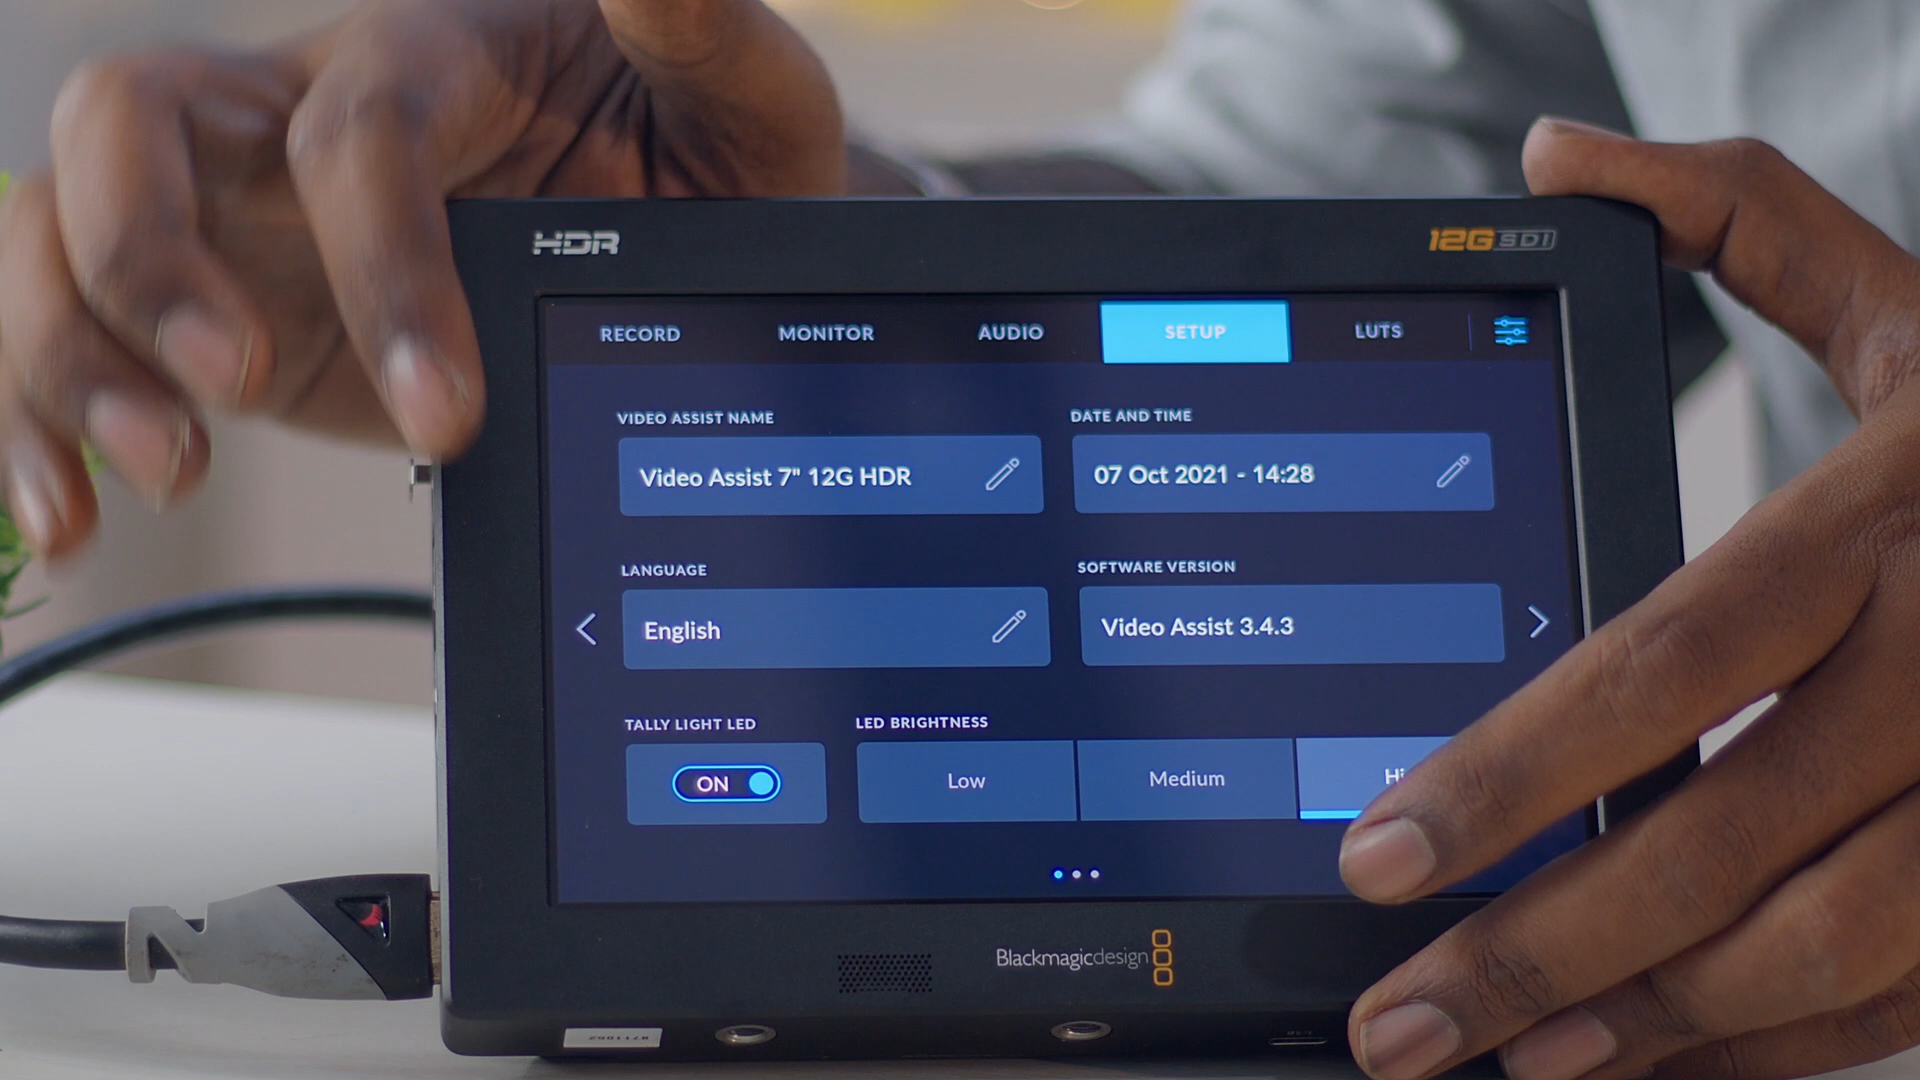 HDR
12G SDI
RECORD MONITOR AUDIO SETUP LUTS
VIDEO ASSIST NAME
DATE AND TIME
Video Assist 7" 12G HDR
07 Oct 2021 - 14:28
LANGUAGE
SOFTWARE VERSION
English
Video Assist 3.4.3
TALLY LIGHT LED
LED BRIGHTNESS
ON
Low
Medium
Hi
Blackmagicdesign